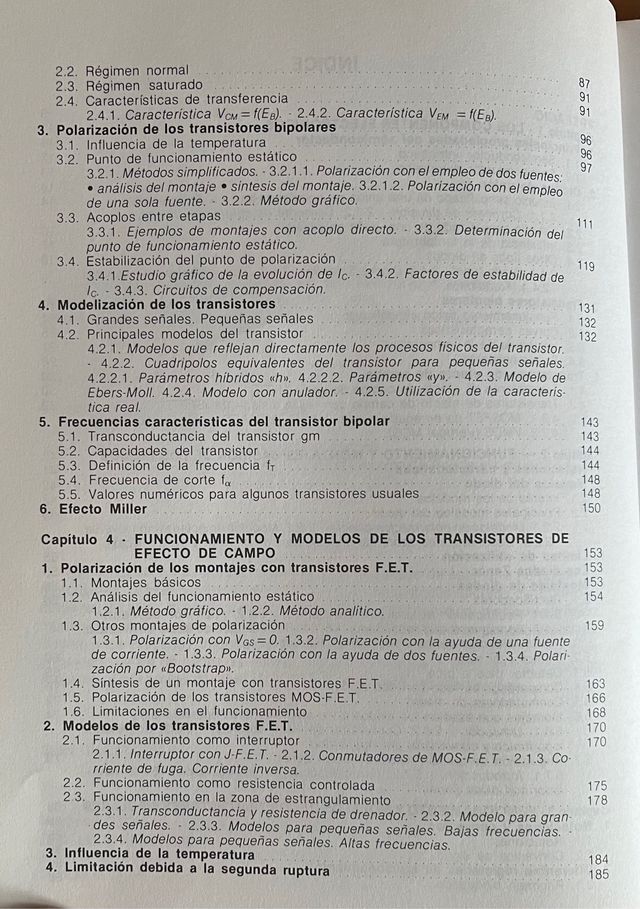 2.2. Régimen normal 87
2.3. Régimen saturado 91
2.4. Características de transferencia 91
2.4.1. Característica VCM = f(EB). - 2.4.2. Característica VEM = f(EB).
3. Polarización de los transistores bipolares 96
3.1. Influencia de la temperatura 96
3.2. Punto de funcionamiento estático 97
3.2.1. Métodos simplificados. - 3.2.1.1. Polarización con el empleo de dos fuentes:
• análisis del montaje • síntesis del montaje. 3.2.1.2. Polarización con el empleo
de una sola fuente. - 3.2.2. Método gráfico.
3.3. Acoplos entre etapas 111
3.3.1. Ejemplos de montajes con acoplo directo. - 3.3.2. Determinación del
punto de funcionamiento estático.
3.4. Estabilización del punto de polarización 119
3.4.1.Estudio gráfico de la evolución de IC. - 3.4.2. Factores de estabilidad de
IC. - 3.4.3. Circuitos de compensación.
4. Modelización de los transistores 131
4.1. Grandes señales. Pequeñas señales 132
4.2. Principales modelos del transistor 132
4.2.1. Modelos que reflejan directamente los procesos físicos del transistor.
- 4.2.2. Cuadripolos equivalentes del transistor para pequeñas señales.
4.2.2.1. Parámetros híbridos «h». 4.2.2.2. Parámetros «y». - 4.2.3. Modelo de
Ebers-Moll. 4.2.4. Modelo con anulador. - 4.2.5. Utilización de la caracterís-
tica real.
5. Frecuencias características del transistor bipolar 143
5.1. Transconductancia del transistor gm 143
5.2. Capacidades del transistor 144
5.3. Definición de la frecuencia fT 144
5.4. Frecuencia de corte fα 148
5.5. Valores numéricos para algunos transistores usuales 148
6. Efecto Miller 150
Capítulo 4 - FUNCIONAMIENTO Y MODELOS DE LOS TRANSISTORES DE
EFECTO DE CAMPO 153
1. Polarización de los montajes con transistores F.E.T. 153
1.1. Montajes básicos 153
1.2. Análisis del funcionamiento estático 154
1.2.1. Método gráfico. - 1.2.2. Método analítico.
1.3. Otros montajes de polarización 159
1.3.1. Polarización con VGS = 0. 1.3.2. Polarización con la ayuda de una fuente
de corriente. - 1.3.3. Polarización con la ayuda de dos fuentes. - 1.3.4. Polari-
zación por «Bootstrap».
1.4. Síntesis de un montaje con transistores F.E.T. 163
1.5. Polarización de los transistores MOS-F.E.T. 166
1.6. Limitaciones en el funcionamiento 168
2. Modelos de los transistores F.E.T. 170
2.1. Funcionamiento como interruptor 170
2.1.1. Interruptor con J-F.E.T. - 2.1.2. Conmutadores de MOS-F.E.T. - 2.1.3. Co-
rriente de fuga. Corriente inversa.
2.2. Funcionamiento como resistencia controlada 175
2.3. Funcionamiento en la zona de estrangulamiento 178
2.3.1. Transconductancia y resistencia de drenador. - 2.3.2. Modelo para gran-
des señales. - 2.3.3. Modelos para pequeñas señales. Bajas frecuencias. -
2.3.4. Modelos para pequeñas señales. Altas frecuencias.
3. Influencia de la temperatura 184
4. Limitación debida a la segunda ruptura 185